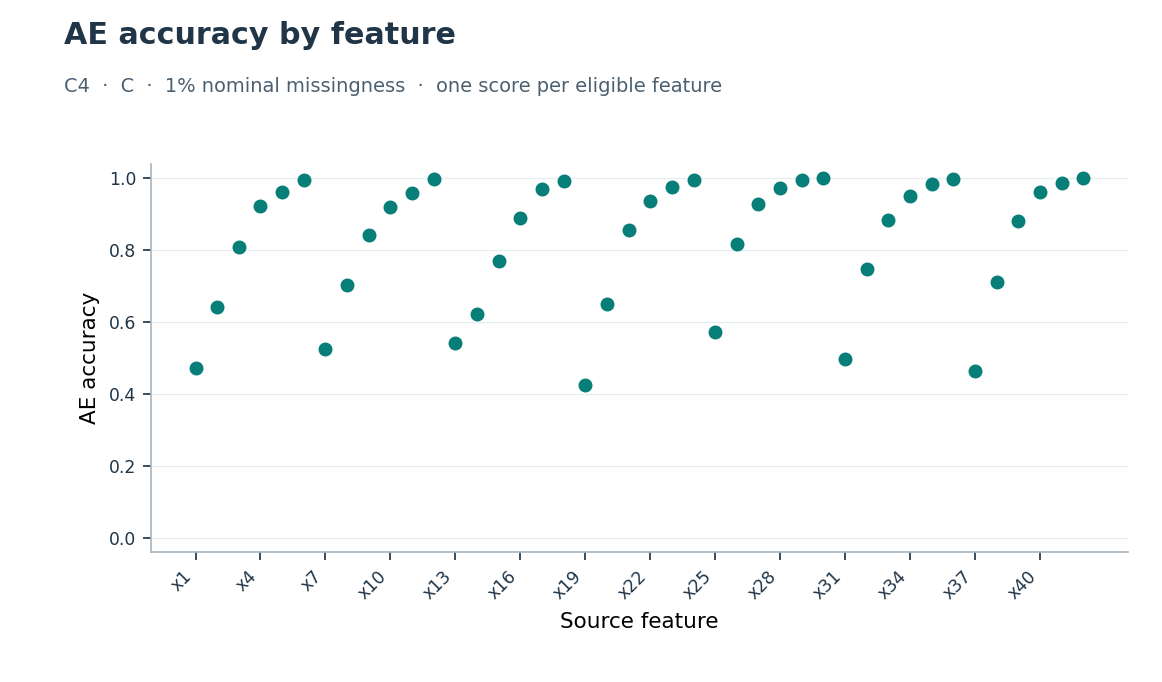 AE accuracy by feature
C4 · C · 1% nominal missingness · one score per eligible feature
1.0
0.8
0.6
0.4
0.2
0.0
AE accuracy
x1 x4 x7 x10 x13 x16 x19 x22 x25 x28 x31 x34 x37 x40
Source feature